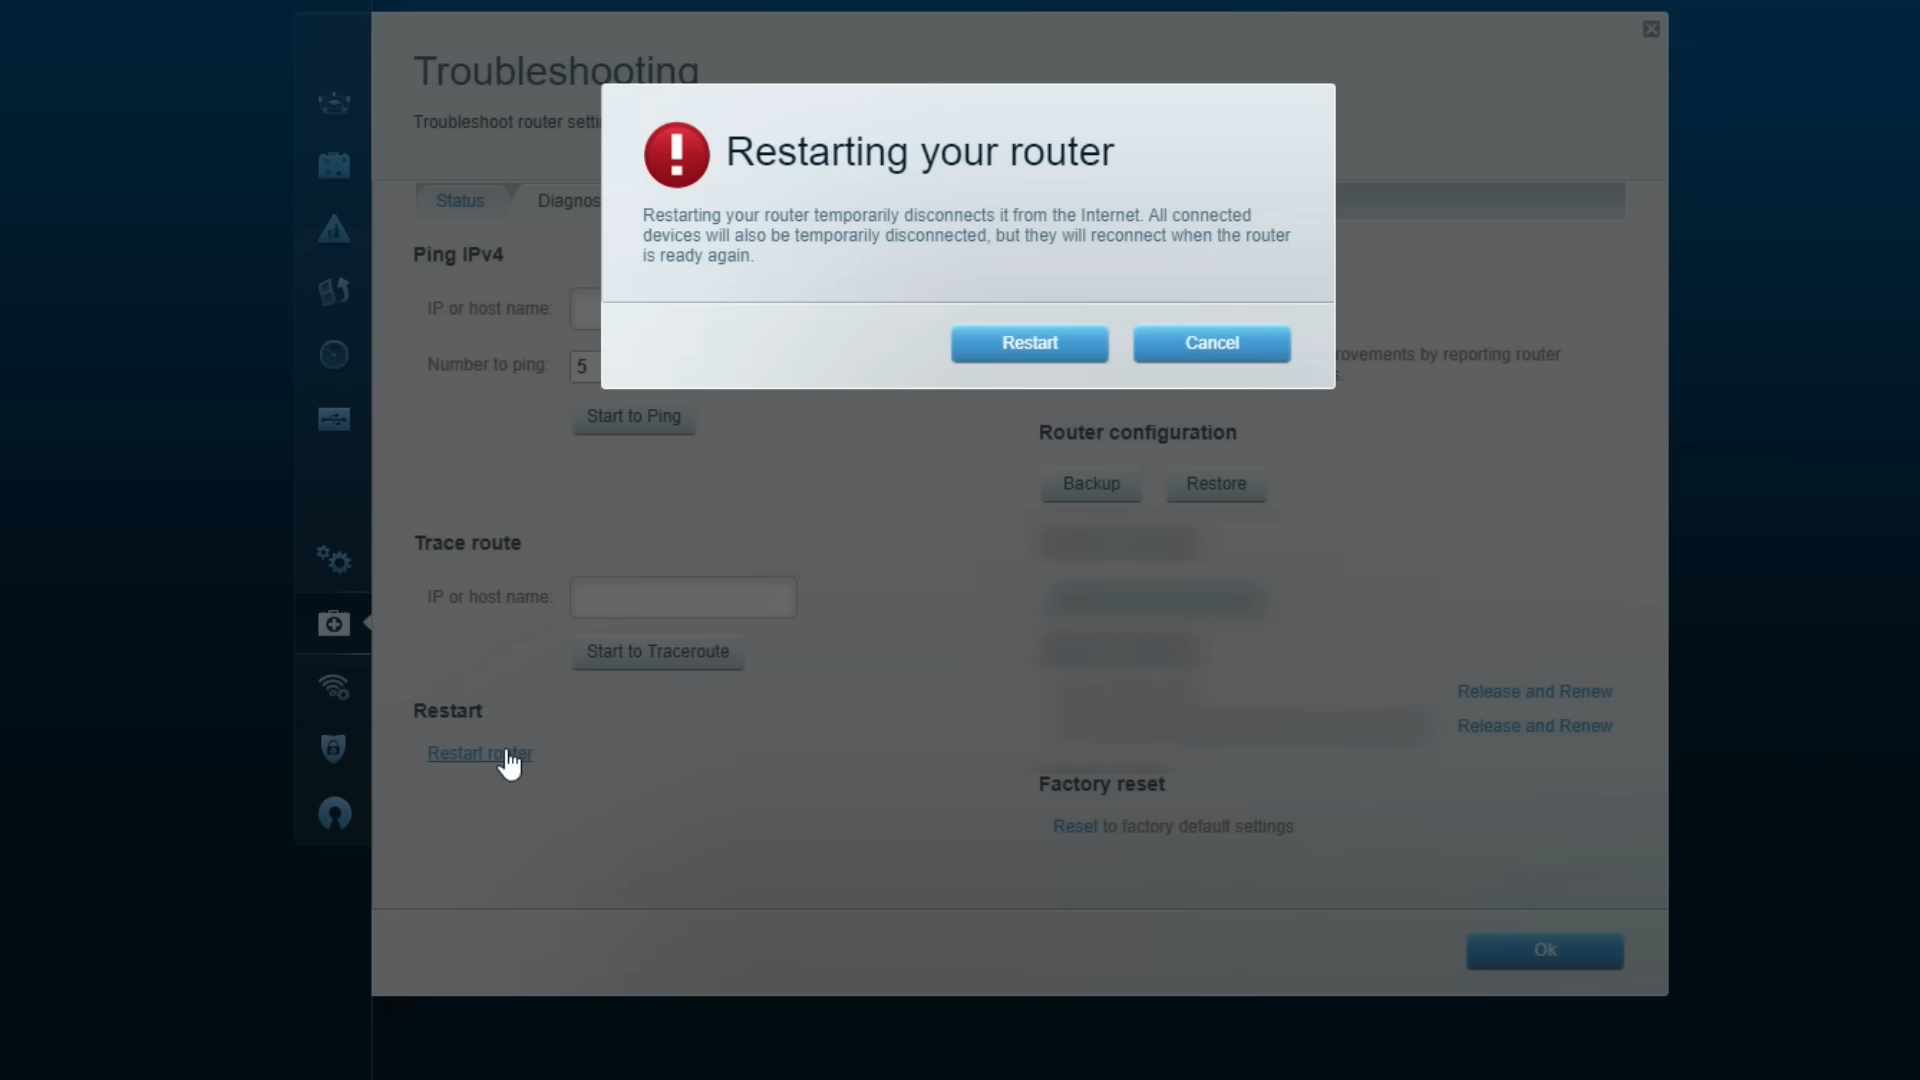 Troubleshooting
Troubleshoot router
Restarting your router
Restarting your router temporarily disconnects it from the Internet. All connected
devices will also be temporarily disconnected, but they will reconnect when the router
is ready again.
Restart
Cancel
Status
Ping IPv4
IP or host name:
Number to ping:
5
Start to Ping
Trace route
IP or host name:
Start to Traceroute
Restart
Restart router
by reporting router
Router configuration
Backup
Restore
Release and Renew
Release and Renew
Factory reset
Reset to factory default settings
Ok